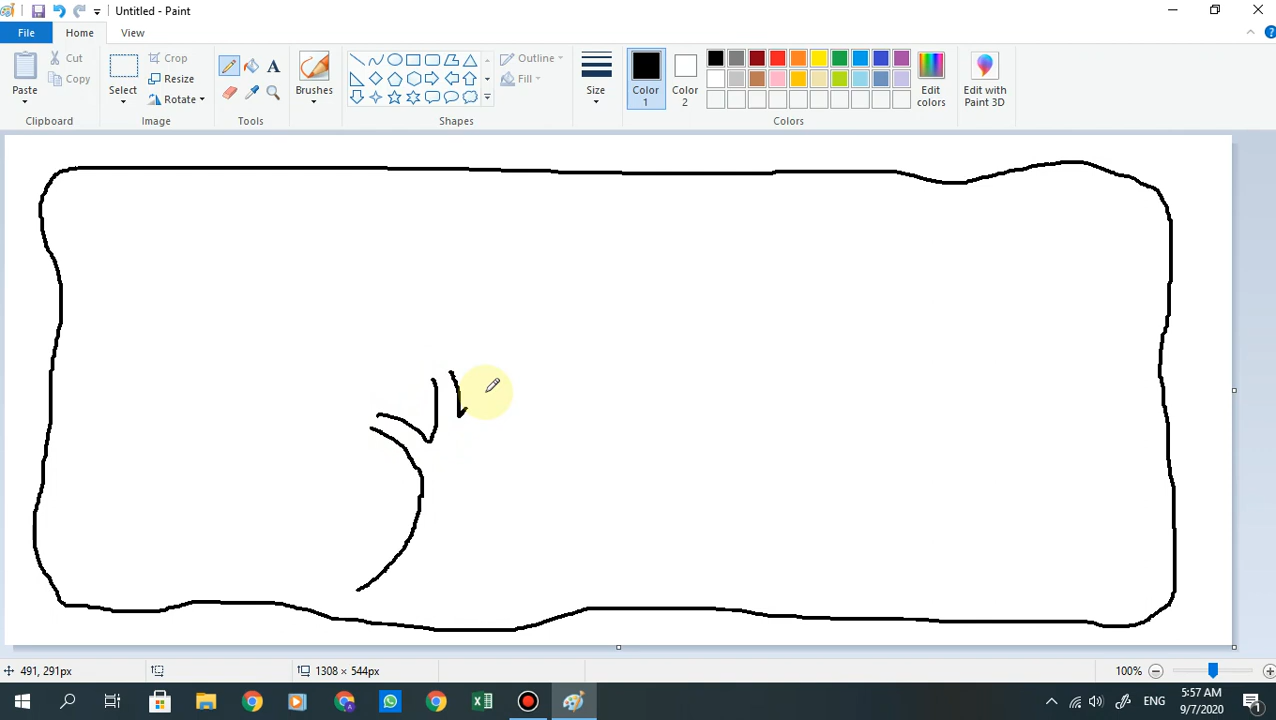 Untitled - Paint
File Home View
Paste
Cut
Copy
Clipboard
Select
Crop
Resize
Rotate
Image
A
Tools
Brushes
Outline
Fill
Shapes
Size
Color 1
Color 2
Edit colors
Colors
Edit with Paint 3D
491, 291px
1308 × 544px
100%
ENG
5:57 AM
9/7/2020
1